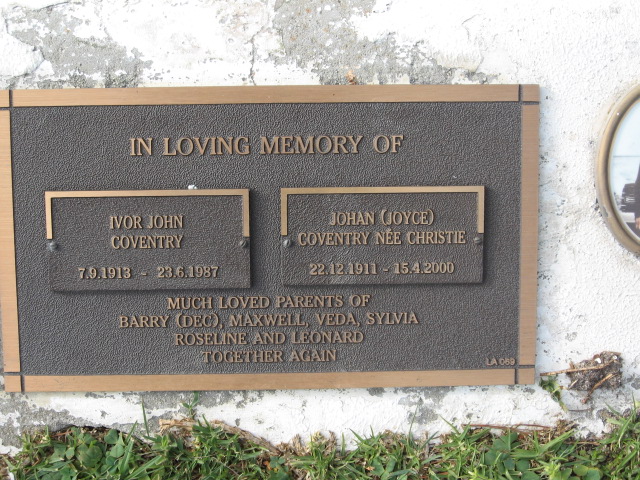 IN LOVING MEMORY OF
IVOR JOHN
COVENTRY
7.9.1913 - 23.6.1987
JOHAN (JOYCE)
COVENTRY NÉE CHRISTIE
22.12.1911 - 15.4.2000
MUCH LOVED PARENTS OF
BARRY (DEC), MAXWELL, VEDA, SYLVIA
ROSELINE AND LEONARD
TOGETHER AGAIN
LA 069